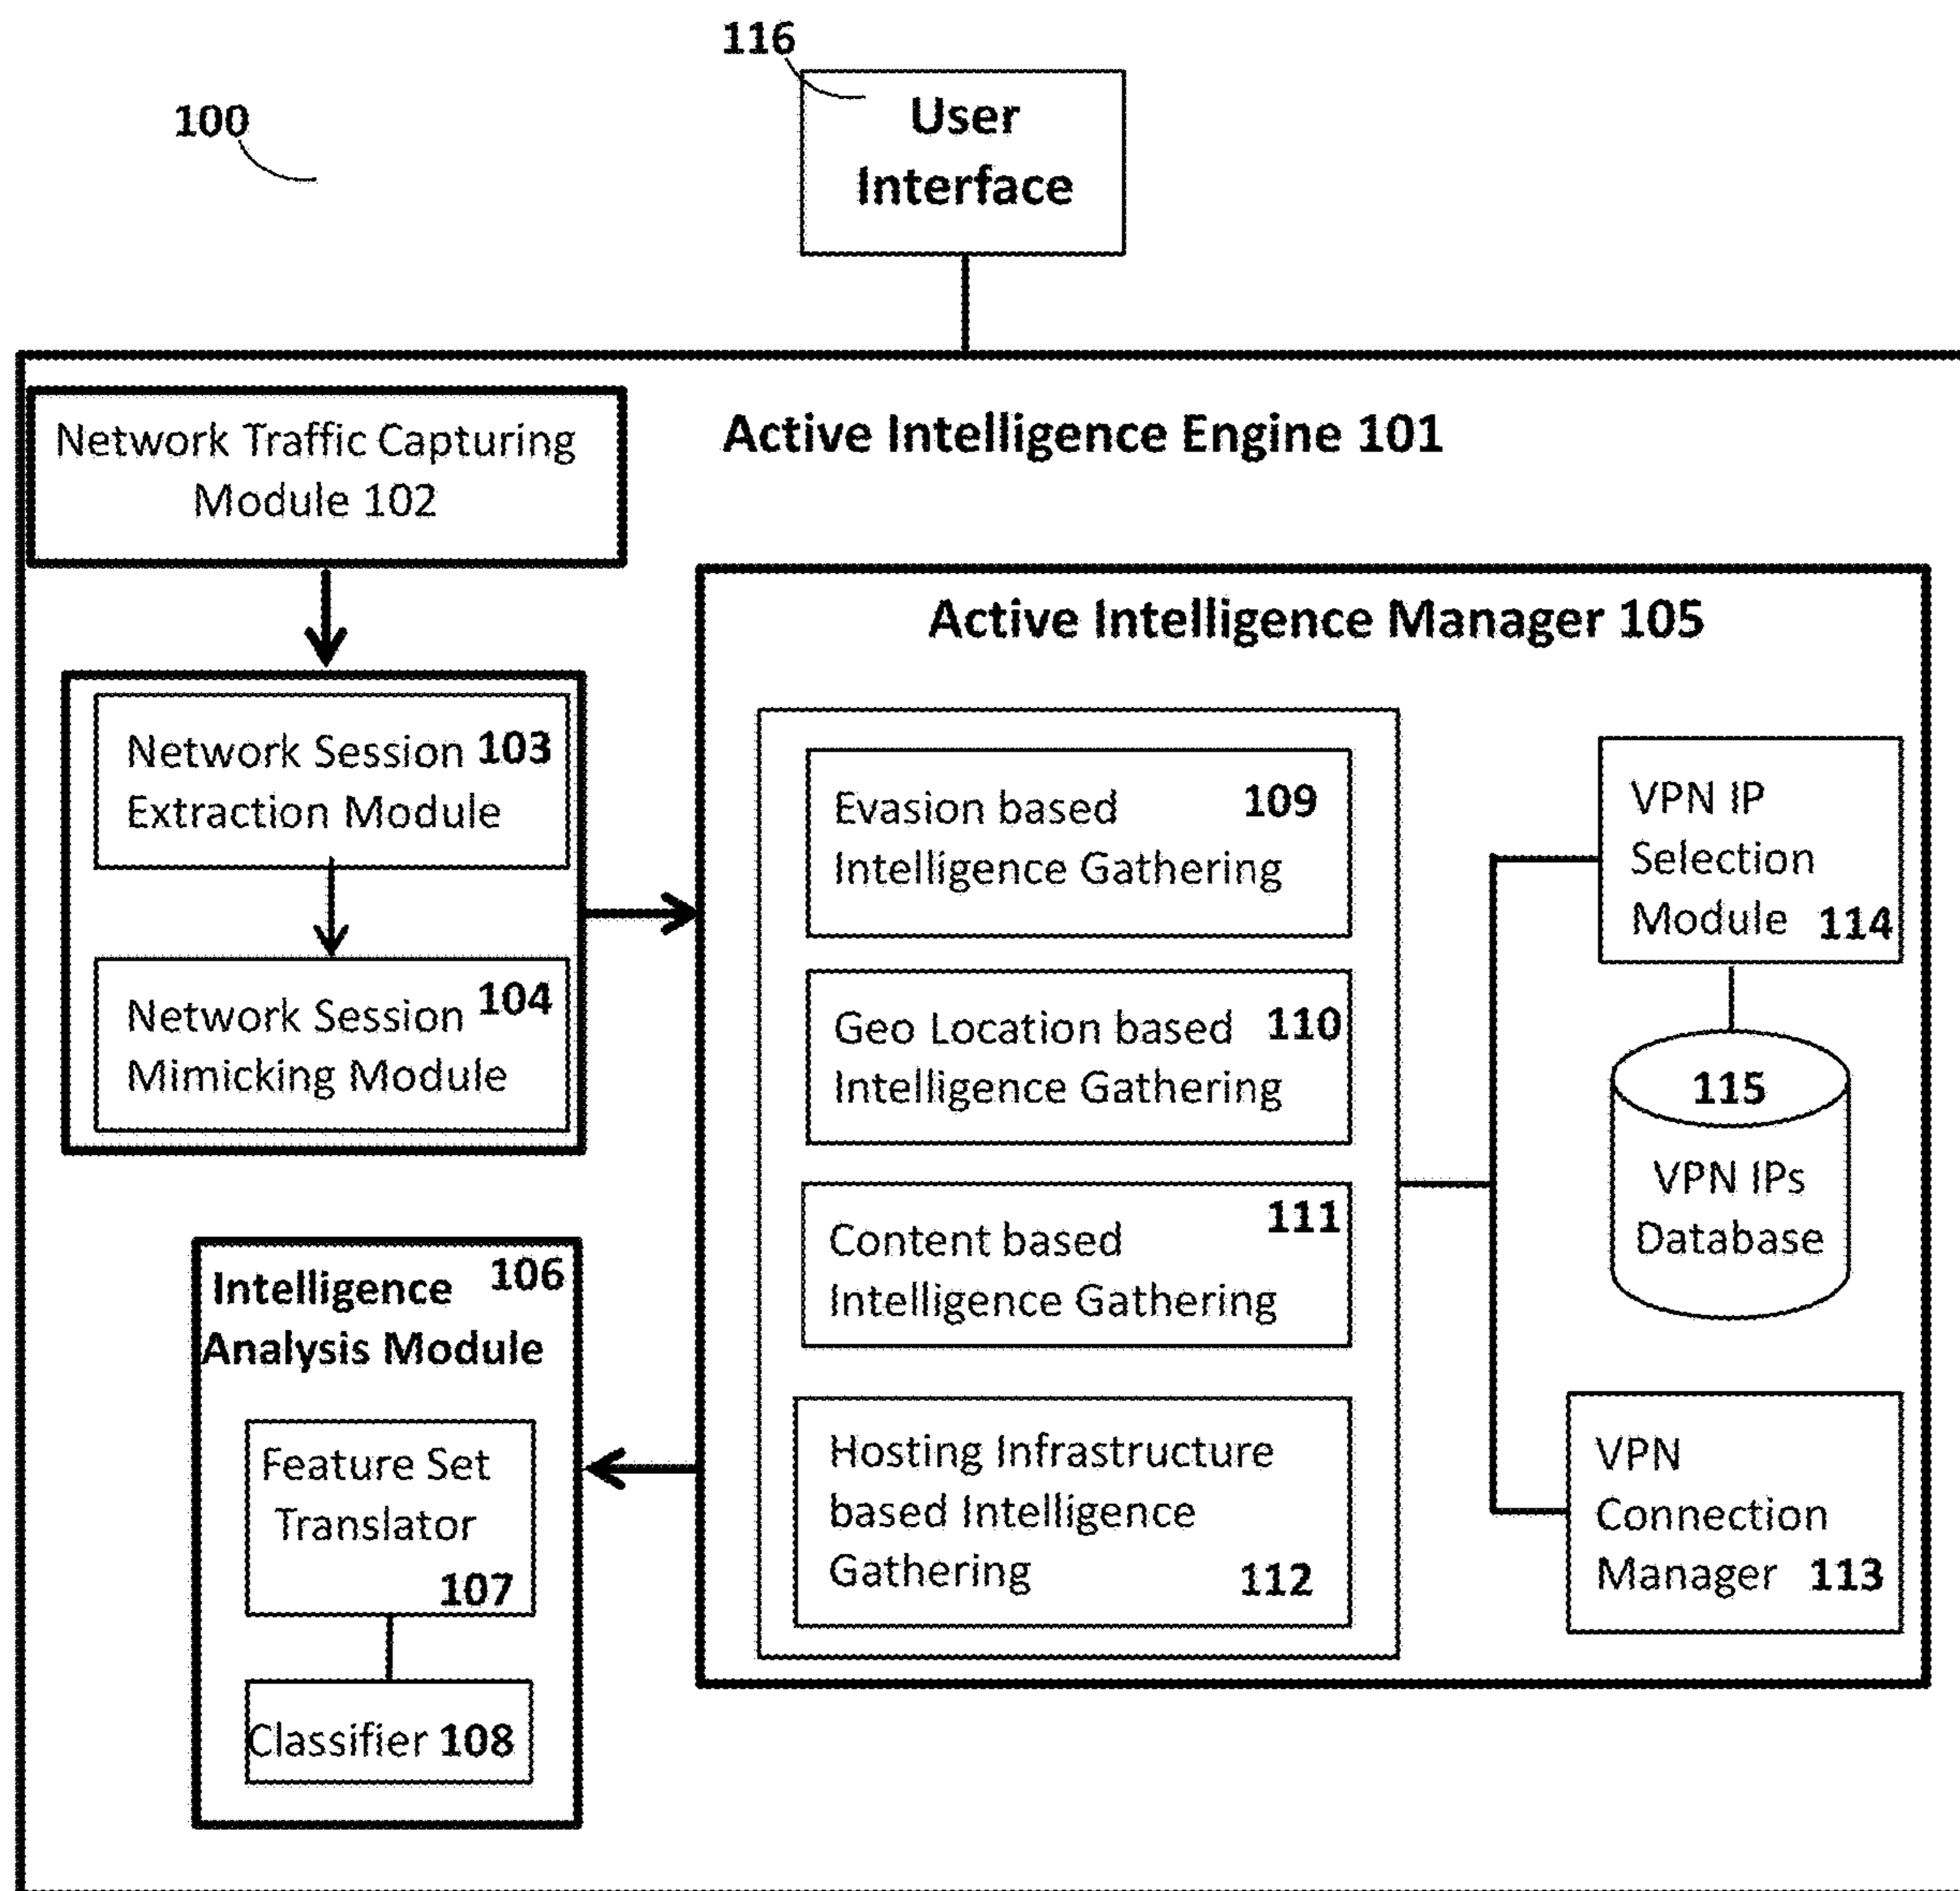 116
User
Interface
100
Active Intelligence Engine 101
Network Traffic Capturing
Module 102
Network Session 103
Extraction Module
Network Session 104
Mimicking Module
Active Intelligence Manager 105
Evasion based 109
Intelligence Gathering
Geo Location based 110
Intelligence Gathering
Content based 111
Intelligence Gathering
Hosting Infrastructure
based Intelligence
Gathering 112
VPN IP
Selection
Module 114
115
VPN IPs
Database
VPN
Connection
Manager 113
Intelligence 106
Analysis Module
Feature Set
Translator
107
Classifier 108